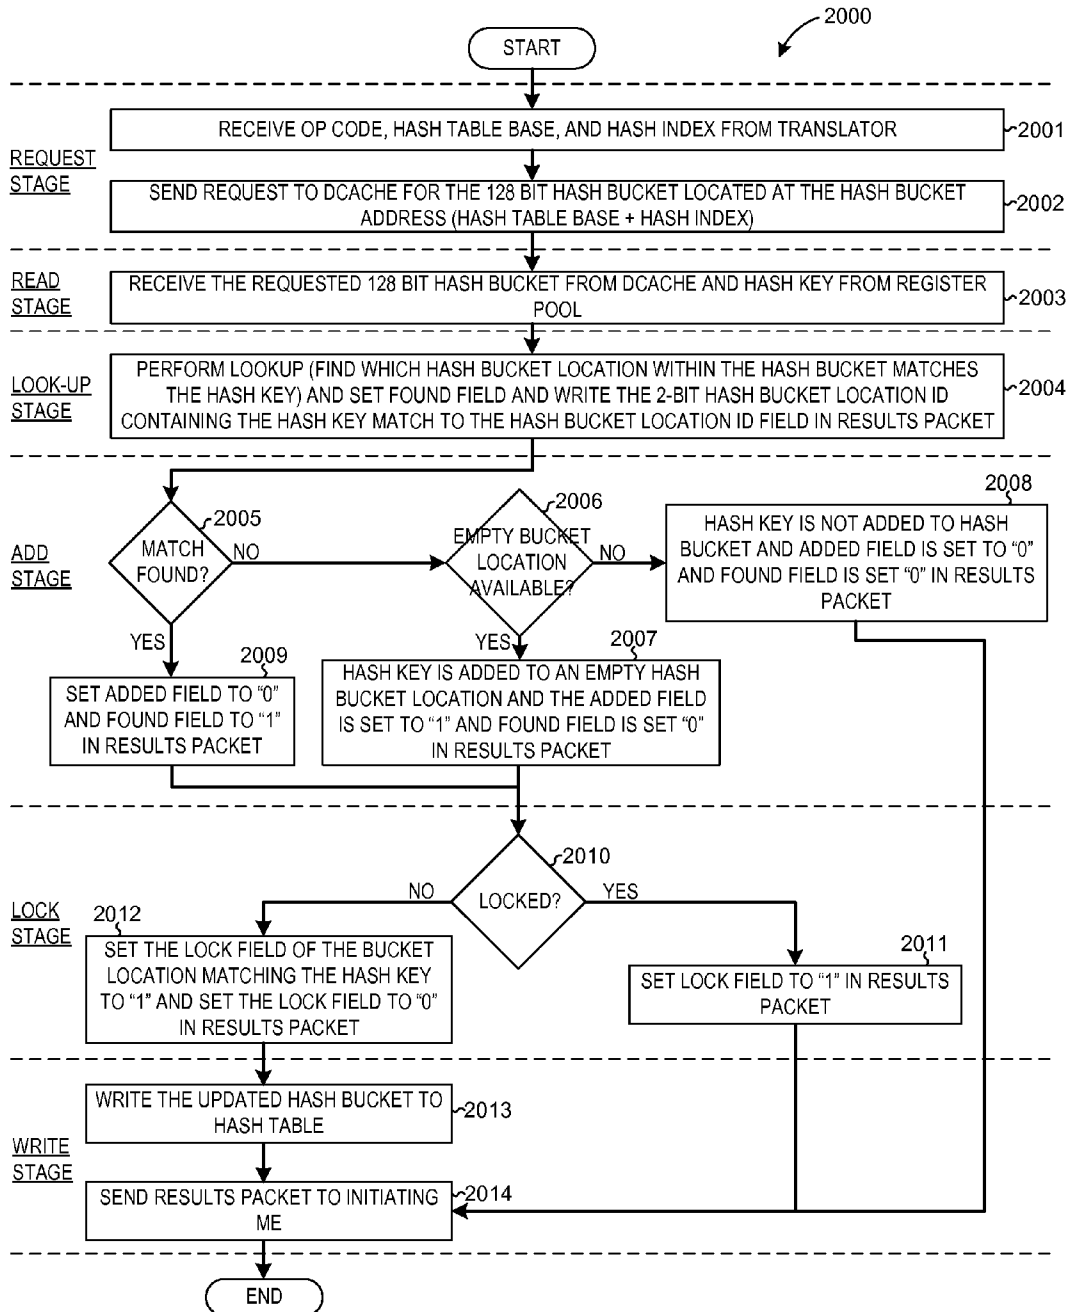 2000
START
REQUEST
STAGE
RECEIVE OP CODE, HASH TABLE BASE, AND HASH INDEX FROM TRANSLATOR
2001
SEND REQUEST TO DCACHE FOR THE 128 BIT HASH BUCKET LOCATED AT THE HASH BUCKET
ADDRESS (HASH TABLE BASE + HASH INDEX)
2002
READ
STAGE
RECEIVE THE REQUESTED 128 BIT HASH BUCKET FROM DCACHE AND HASH KEY FROM REGISTER
POOL
2003
LOOK-UP
STAGE
PERFORM LOOKUP (FIND WHICH HASH BUCKET LOCATION WITHIN THE HASH BUCKET MATCHES
THE HASH KEY) AND SET FOUND FIELD AND WRITE THE 2-BIT HASH BUCKET LOCATION ID
CONTAINING THE HASH KEY MATCH TO THE HASH BUCKET LOCATION ID FIELD IN RESULTS PACKET
2004
ADD
STAGE
2005
MATCH
FOUND?
NO
YES
2006
EMPTY BUCKET
LOCATION
AVAILABLE?
NO
YES
2008
HASH KEY IS NOT ADDED TO HASH
BUCKET AND ADDED FIELD IS SET TO “0”
AND FOUND FIELD IS SET “0” IN RESULTS
PACKET
2009
SET ADDED FIELD TO “0”
AND FOUND FIELD TO “1”
IN RESULTS PACKET
2007
HASH KEY IS ADDED TO AN EMPTY HASH
BUCKET LOCATION AND THE ADDED FIELD
IS SET TO “1” AND FOUND FIELD IS SET “0”
IN RESULTS PACKET
LOCK
STAGE
2010
LOCKED?
NO
YES
2012
SET THE LOCK FIELD OF THE BUCKET
LOCATION MATCHING THE HASH KEY
TO “1” AND SET THE LOCK FIELD TO “0”
IN RESULTS PACKET
2011
SET LOCK FIELD TO “1” IN RESULTS
PACKET
WRITE
STAGE
WRITE THE UPDATED HASH BUCKET TO
HASH TABLE
2013
SEND RESULTS PACKET TO INITIATING
ME
2014
END